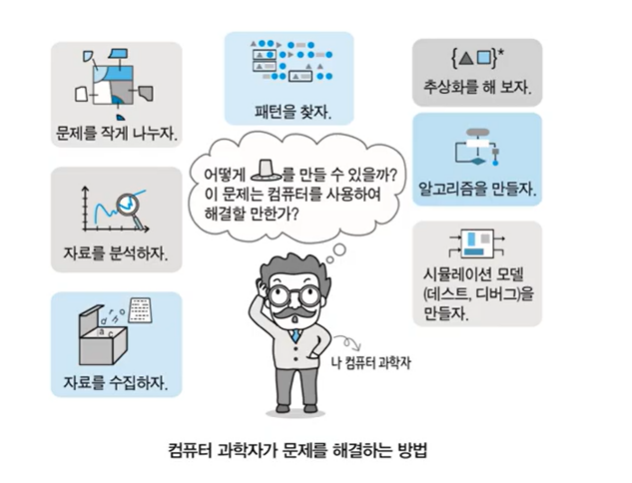 문제를 작게 나누자.
패턴을 찾자.
{ }*
추상화를 해 보자.
어떻게 를 만들 수 있을까?
이 문제는 컴퓨터를 사용하여
해결할 만한가?
알고리즘을 만들자.
자료를 분석하자.
시뮬레이션 모델
(데스트, 디버그)을
만들자.
자료를 수집하자.
나 컴퓨터 과학자
컴퓨터 과학자가 문제를 해결하는 방법